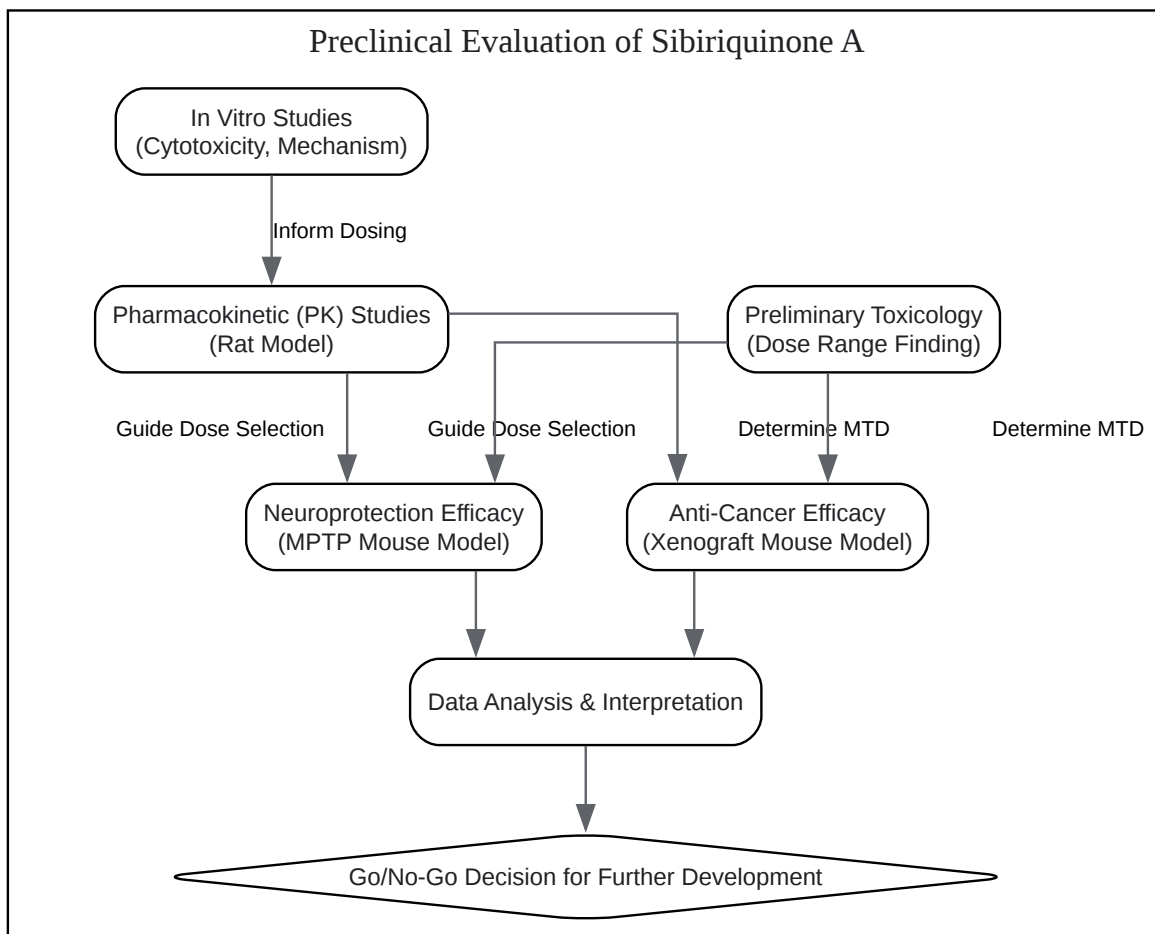 Preclinical Evaluation of Sibiriquinone A
In Vitro Studies
(Cytotoxicity, Mechanism)
Inform Dosing
Pharmacokinetic (PK) Studies
(Rat Model)
Preliminary Toxicology
(Dose Range Finding)
Guide Dose Selection
Guide Dose Selection
Determine MTD
Determine MTD
Neuroprotection Efficacy
(MPTP Mouse Model)
Anti-Cancer Efficacy
(Xenograft Mouse Model)
Data Analysis & Interpretation
Go/No-Go Decision for Further Development